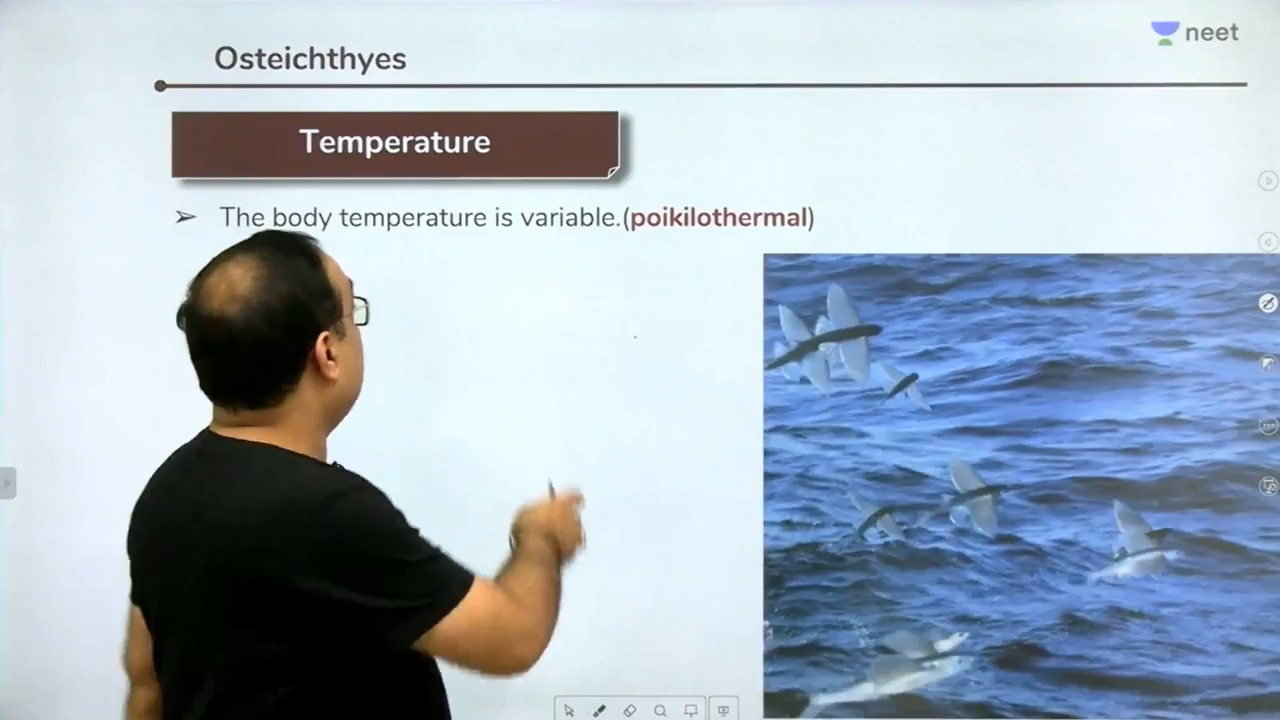 Osteichthyes
neet
Temperature
➢ The body temperature is variable.(poikilothermal)